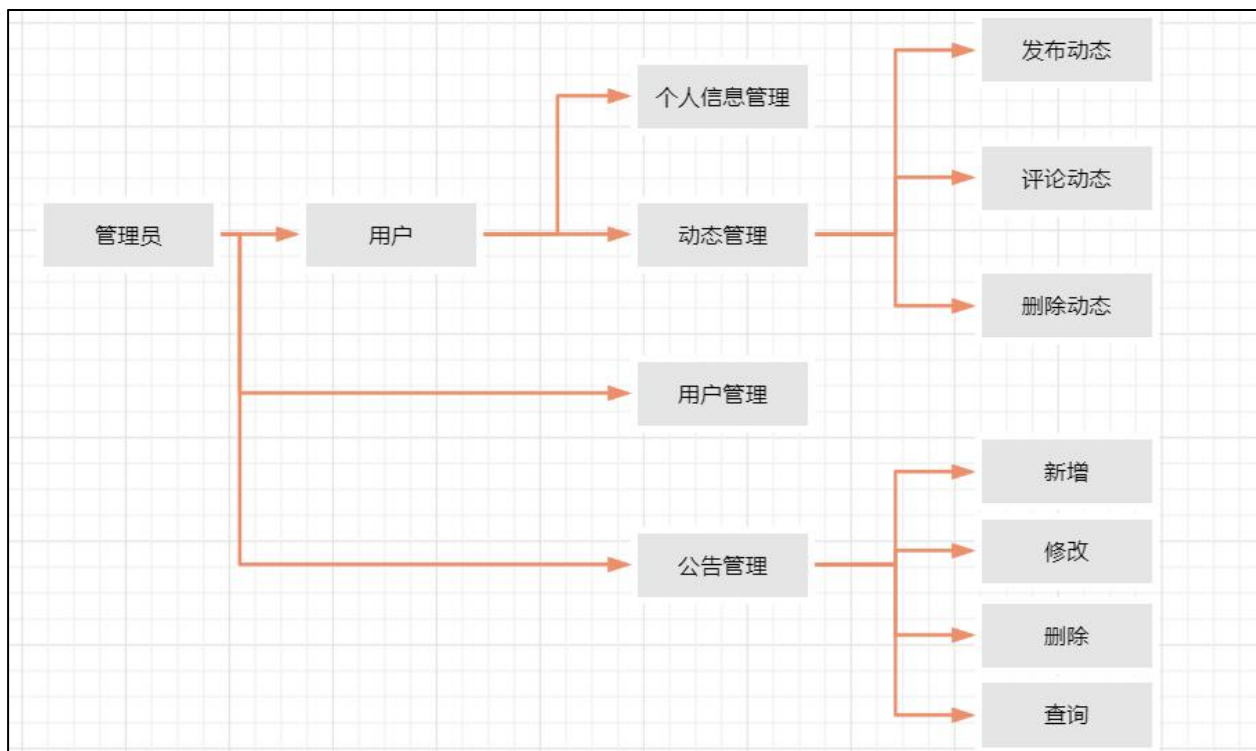 发布动态
个人信息管理
评论动态
管理员
用户
动态管理
删除动态
用户管理
新增
修改
公告管理
删除
查询